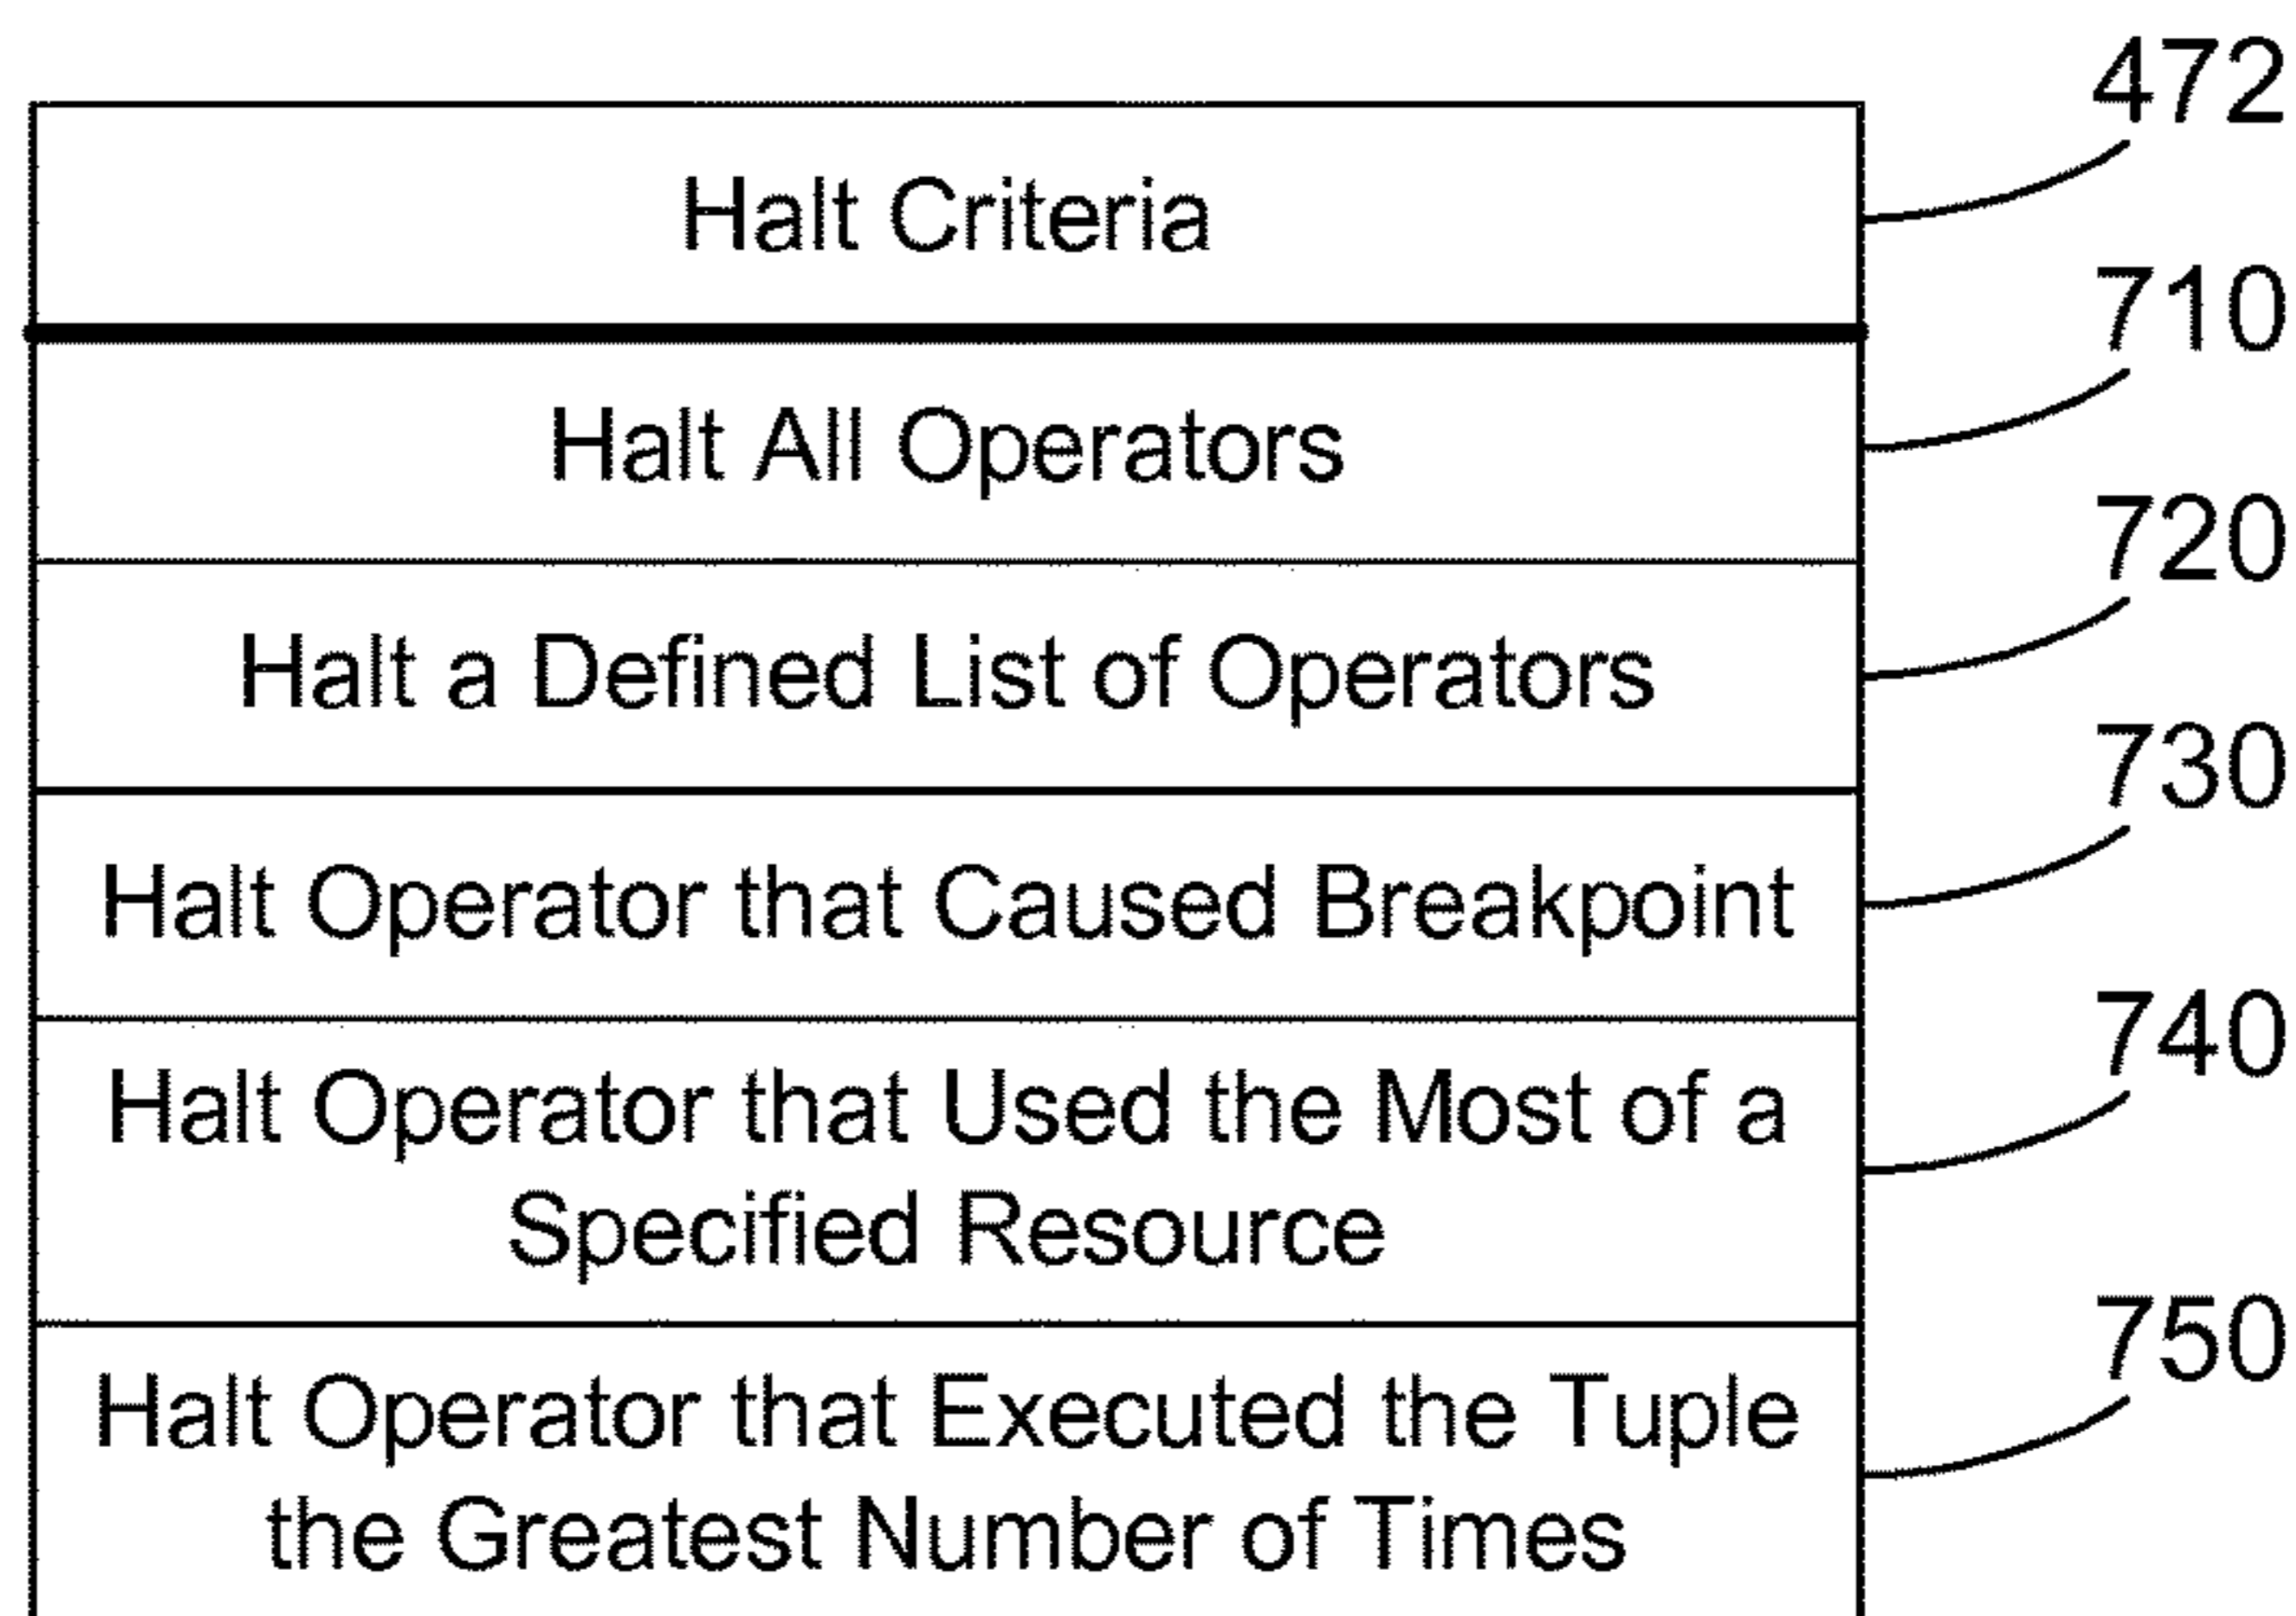 472
Halt Criteria
710
Halt All Operators
720
Halt a Defined List of Operators
730
Halt Operator that Caused Breakpoint
740
Halt Operator that Used the Most of a
Specified Resource
750
Halt Operator that Executed the Tuple
the Greatest Number of Times